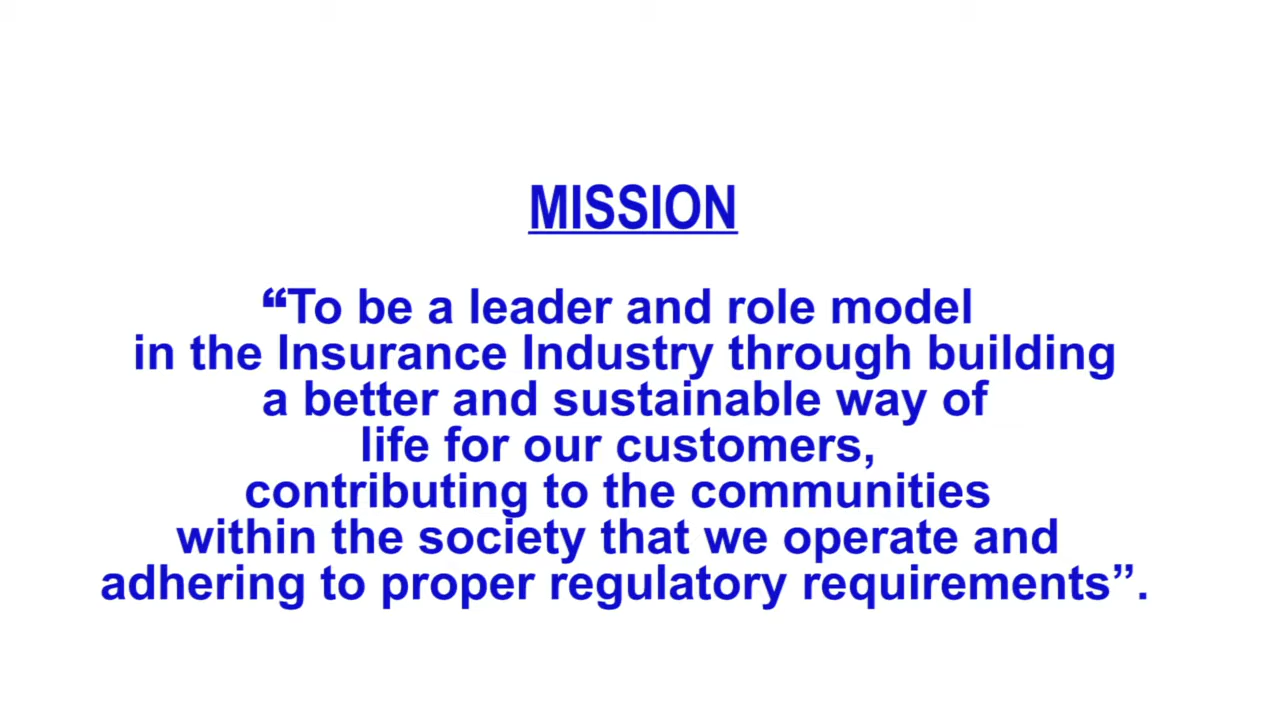 MISSION
“To be a leader and role model
in the Insurance Industry through building
a better and sustainable way of
life for our customers,
contributing to the communities
within the society that we operate and
adhering to proper regulatory requirements”.